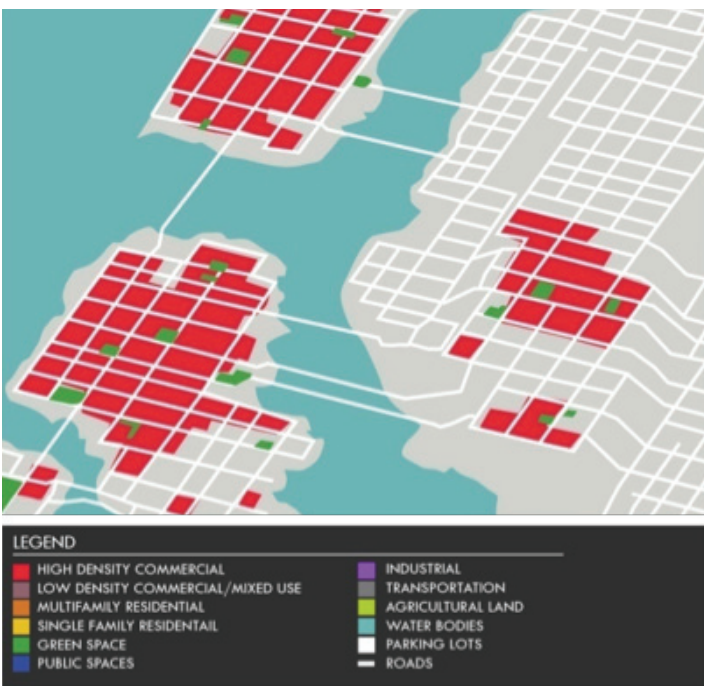 LEGEND
HIGH DENSITY COMMERCIAL
LOW DENSITY COMMERCIAL/MIXED USE
MULTIFAMILY RESIDENTIAL
SINGLE FAMILY RESIDENTAIL
GREEN SPACE
PUBLIC SPACES
INDUSTRIAL
TRANSPORTATION
AGRICULTURAL LAND
WATER BODIES
PARKING LOTS
ROADS